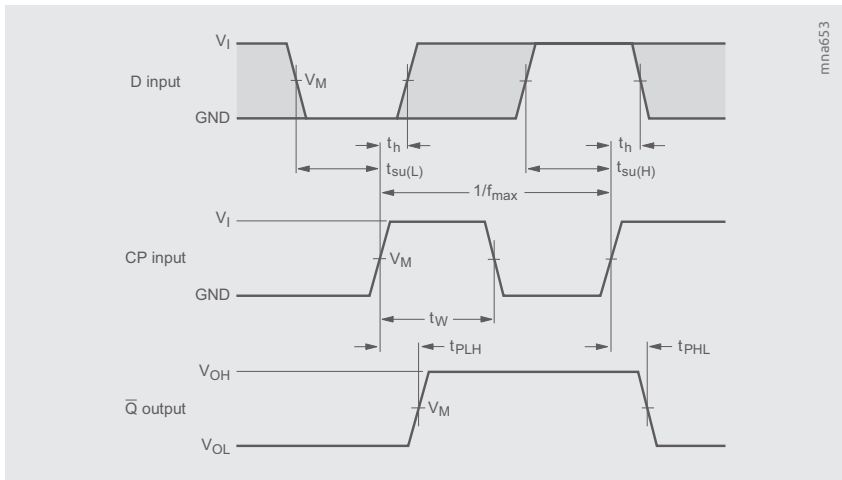 mna653
V_I
D input
V_M
GND
t_h
t_h
t_su(L)
t_su(H)
1/f_max
V_I
CP input
V_M
GND
t_W
t_PLH
t_PHL
V_OH
Q̅ output
V_M
V_OL